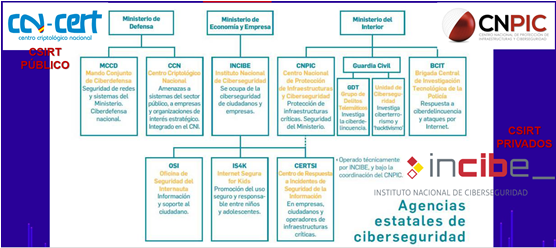 ccn-cert
centro criptológico nacional
CSIRT
PÚBLICO
CNPIC
CENTRO NACIONAL DE PROTECCIÓN DE
INFRAESTRUCTURAS Y CIBERSEGURIDAD
Ministerio de
Defensa
Ministerio de
Economía y Empresa
Ministerio del
Interior
MCCD
Mando Conjunto
de Ciberdefensa
Seguridad de redes
y sistemas del
Ministerio.
Ciberdefensa
nacional.
CCN
Centro Criptológico
Nacional
Amenazas a
sistemas del sector
público, a empresas
y organizaciones de
interés estratégico.
Integrado en el CNI.
INCIBE
Instituto Nacional
de Ciberseguridad
Se ocupa de la
ciberseguridad
de ciudadanos y
empresas.
CNPIC
Centro Nacional
de Protección de
Infraestructuras
y Ciberseguridad
Protección de
infraestructuras
críticas. Seguridad
del Ministerio.
Guardia Civil
GDT
Grupo de
Delitos
Telemáticos
Investiga la
ciberde-
lincuencia.
Unidad de
Ciberse-
guridad
Investiga
ciberterro-
rismo y
'hacktivismo'
BCIT
Brigada Central de
Investigación
Tecnológica de la
Policía
Respuesta a
ciberdelincuencia
y ataques por
Internet.
CSIRT
PRIVADOS
OSI
Oficina de
Seguridad del
Internauta
Información
y soporte al
ciudadano.
IS4K
Internet Segura
for Kids
Promoción del uso
seguro y responsa-
ble entre niños
y adolescentes.
CERTSI
Centro de Respuesta
a Incidentes de
Seguridad de la
Información
En empresas,
ciudadanos y
operadores de
infraestructuras
críticas.
• Operado técnicamente
por INCIBE, y bajo la
coordinación del CNPIC.
incibe_
INSTITUTO NACIONAL DE CIBERSEGURIDAD
Agencias
estatales de
ciberseguridad